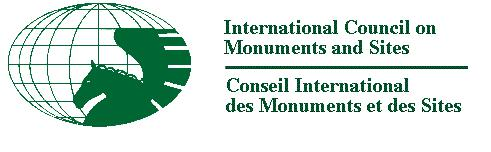 International Council on
Monuments and Sites
Conseil International
des Monuments et des Sites